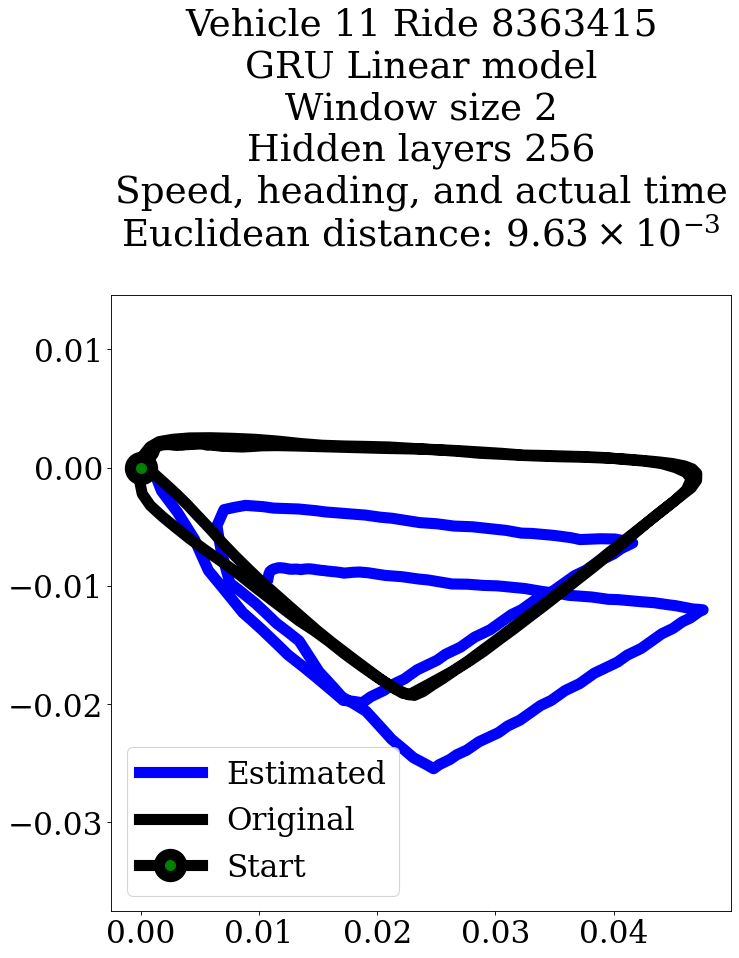 Vehicle 11 Ride 8363415
GRU Linear model
Window size 2
Hidden layers 256
Speed, heading, and actual time
Euclidean distance: 9.63 × 10⁻³
0.01
0.00
−0.01
−0.02
−0.03
Estimated
Original
Start
0.00 0.01 0.02 0.03 0.04